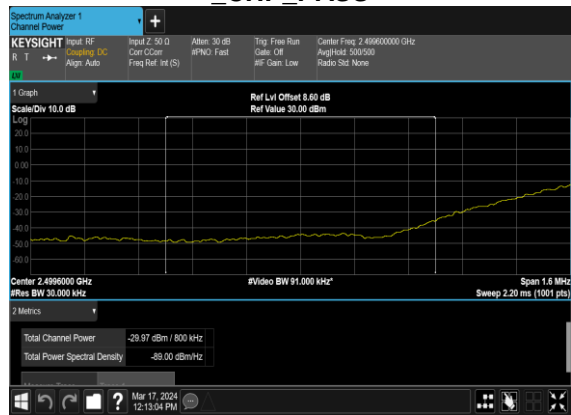 Spectrum Analyzer 1
Channel Power
KEYSIGHT
R T
Input: RF
Coupling: DC
Align: Auto
Input Z: 50 Ω
Corr CCorr
Freq Ref: Int (S)
Atten: 30 dB
#PNO: Fast
Trig: Free Run
Gate: Off
#IF Gain: Low
Center Freq: 2.499600000 GHz
Avg|Hold: 500/500
Radio Std: None
1 Graph
Scale/Div 10.0 dB
Ref Lvl Offset 8.60 dB
Ref Value 30.00 dBm
Log
20.0
10.0
0.00
-10.0
-20.0
-30.0
-40.0
-50.0
-60.0
Center 2.4996000 GHz
#Video BW 91.000 kHz*
Span 1.6 MHz
#Res BW 30.000 kHz
Sweep 2.20 ms (1001 pts)
2 Metrics
Total Channel Power -29.97 dBm / 800 kHz
Total Power Spectral Density -89.00 dBm/Hz
?
Mar 17, 2024
12:13:04 PM